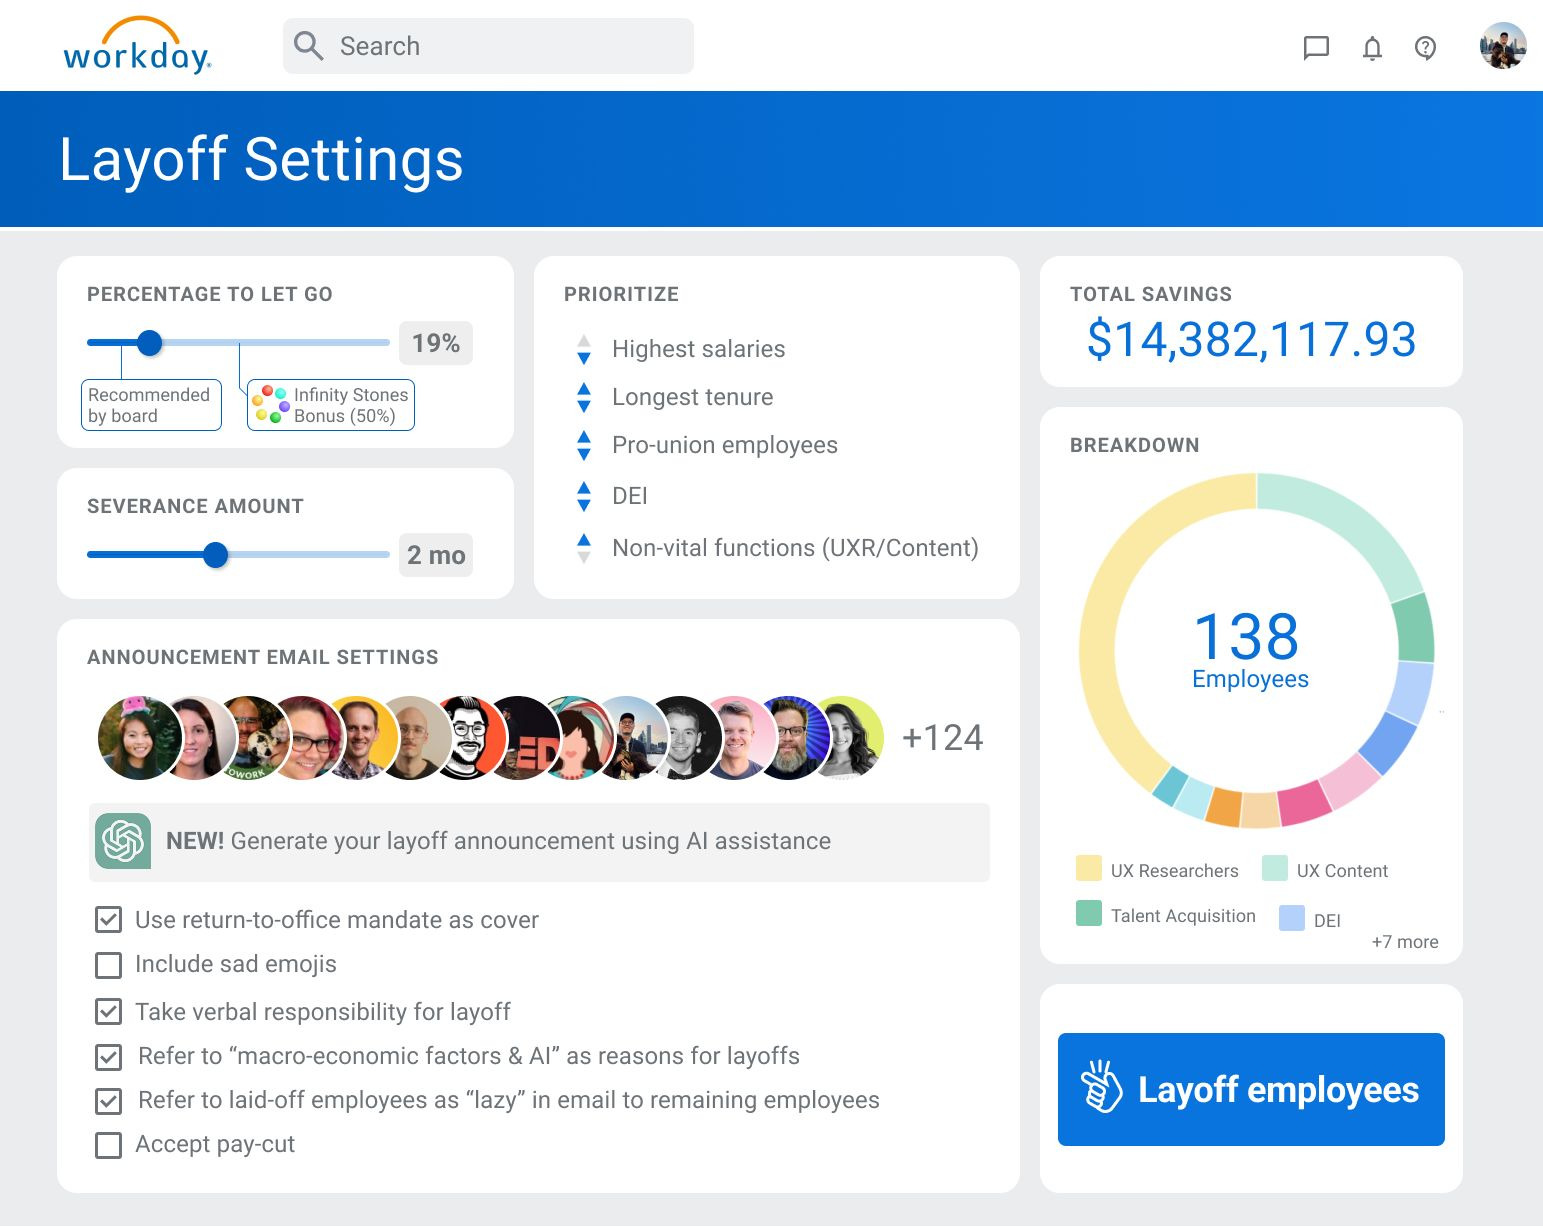 workday
Search
Layoff Settings
PERCENTAGE TO LET GO
19%
Recommended
by board
Infinity Stones
Bonus (50%)
SEVERANCE AMOUNT
2 mo
PRIORITIZE
Highest salaries
Longest tenure
Pro-union employees
DEI
Non-vital functions (UXR/Content)
TOTAL SAVINGS
$14,382,117.93
BREAKDOWN
138
Employees
UX Researchers
UX Content
Talent Acquisition
DEI
+7 more
ANNOUNCEMENT EMAIL SETTINGS
OWORK
ED
+124
NEW! Generate your layoff announcement using AI assistance
Use return-to-office mandate as cover
Include sad emojis
Take verbal responsibility for layoff
Refer to “macro-economic factors & AI” as reasons for layoffs
Refer to laid-off employees as “lazy” in email to remaining employees
Accept pay-cut
Layoff employees